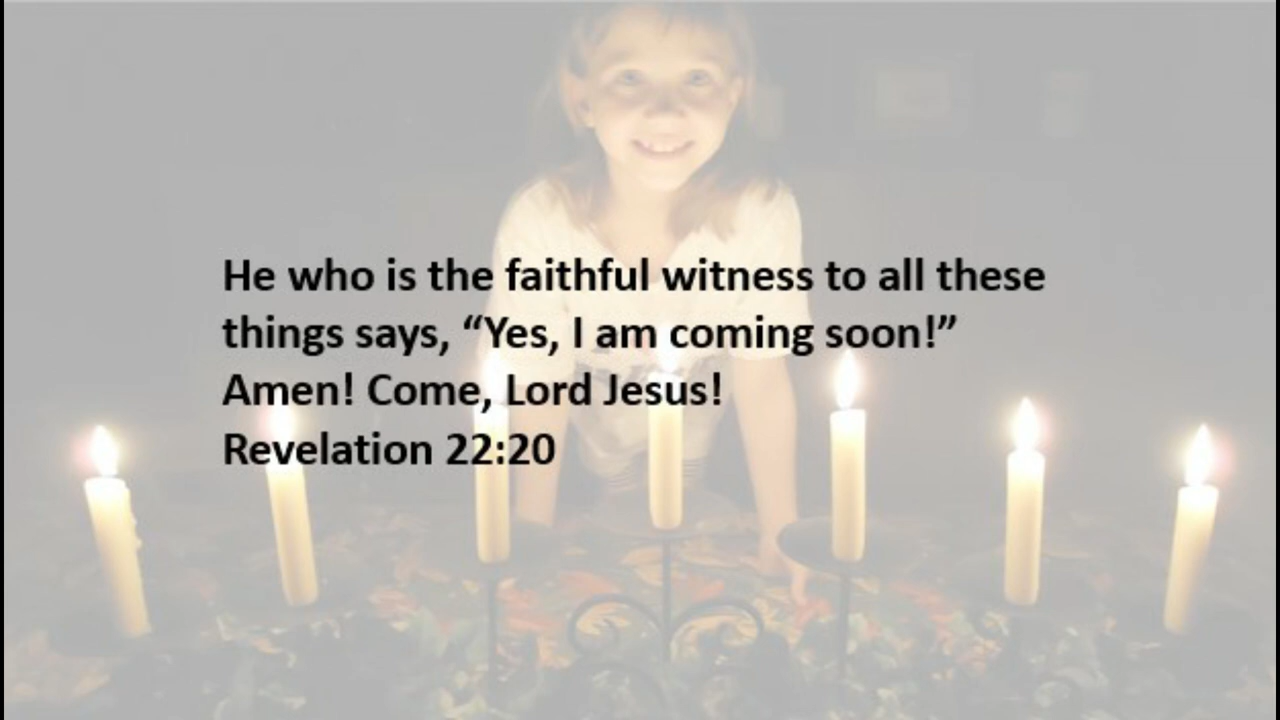 He who is the faithful witness to all these
things says, “Yes, I am coming soon!”
Amen! Come, Lord Jesus!
Revelation 22:20